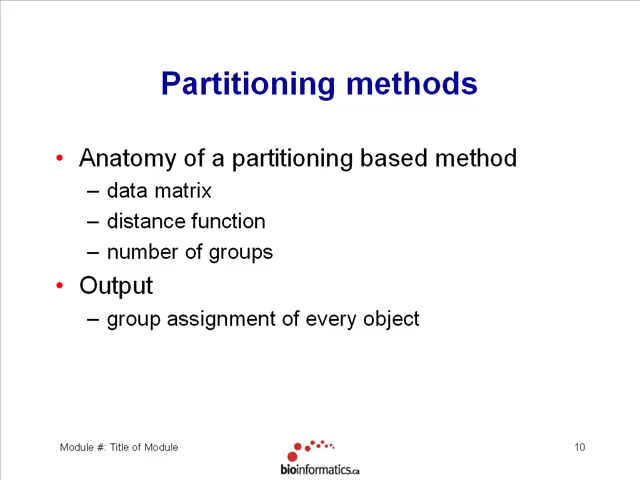 Partitioning methods
• Anatomy of a partitioning based method
– data matrix
– distance function
– number of groups
• Output
– group assignment of every object
Module #: Title of Module
bioinformatics.ca
10